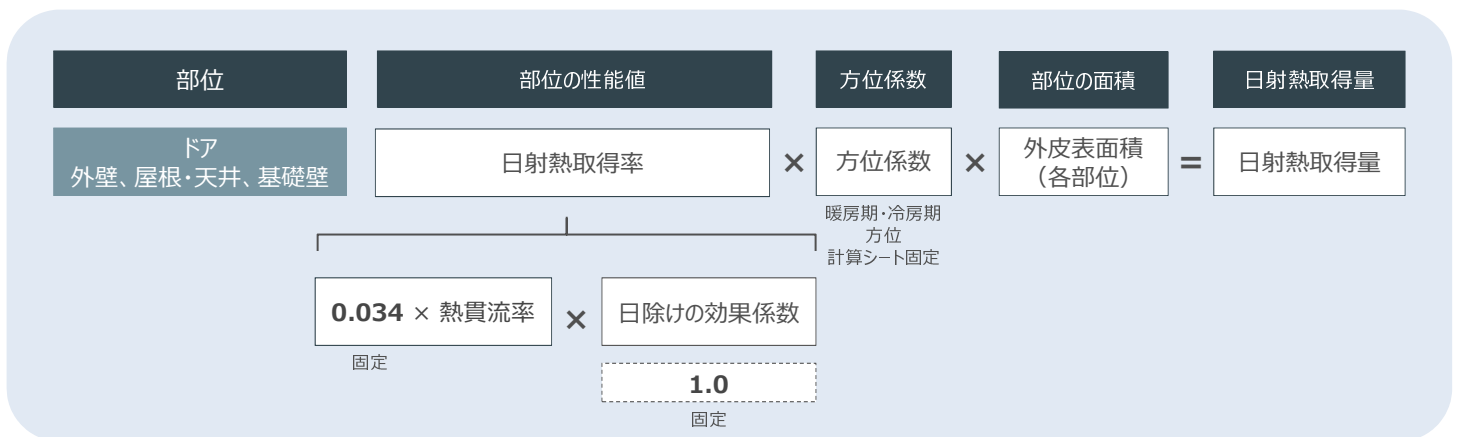 部位
部位の性能値
方位係数
部位の面積
日射熱取得量
ドア
外壁、屋根・天井、基礎壁
日射熱取得率
×
方位係数
×
外皮表面積
（各部位）
=
日射熱取得量
暖房期・冷房期
方位
計算シート固定
0.034 × 熱貫流率
×
日除けの効果係数
固定
1.0
固定